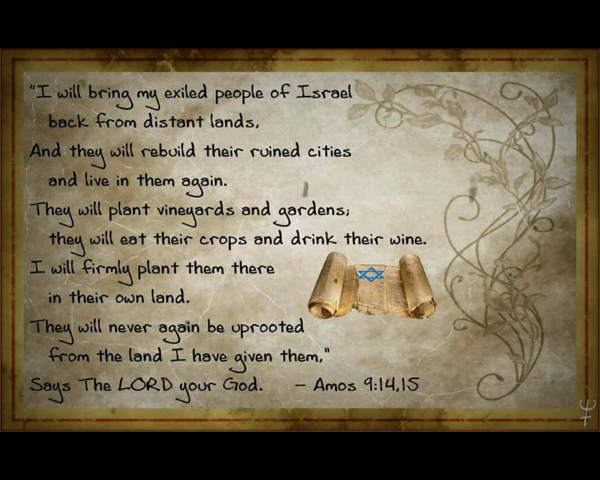 "I will bring my exiled people of Israel
back from distant lands,
And they will rebuild their ruined cities
and live in them again.
They will plant vineyards and gardens;
they will eat their crops and drink their wine.
I will firmly plant them there
in their own land.
They will never again be uprooted
from the land I have given them,"
Says The LORD your God. – Amos 9:14,15